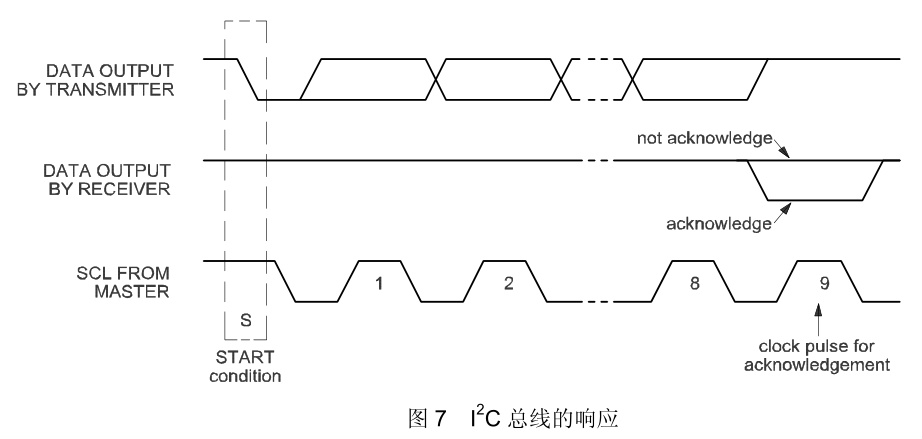 DATA OUTPUT
BY TRANSMITTER
not acknowledge
DATA OUTPUT
BY RECEIVER
acknowledge
SCL FROM
MASTER
1
2
8
9
S
START
condition
clock pulse for
acknowledgement
图 7 I²C 总线的响应